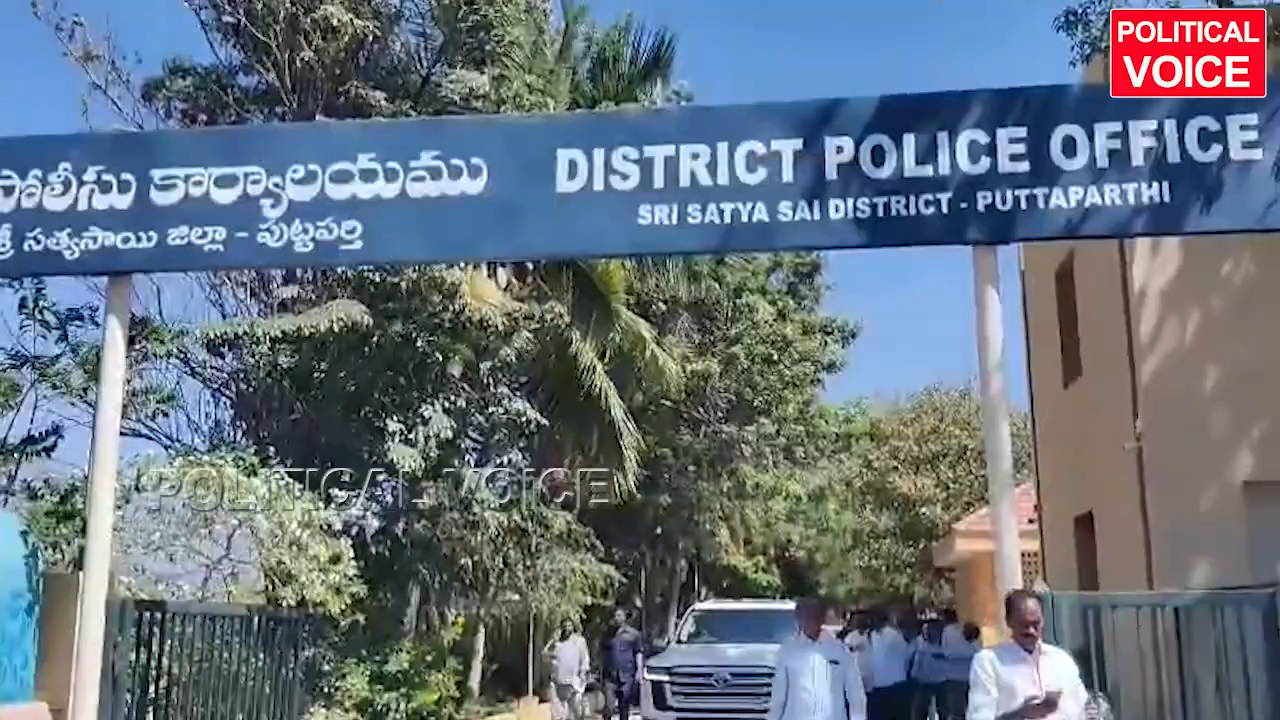 POLITICAL
VOICE
పోలీసు కార్యాలయము
శ్రీ సత్యసాయి జిల్లా - పుట్టపర్తి
DISTRICT POLICE OFFICE
SRI SATYA SAI DISTRICT - PUTTAPARTHI
POLITICAL VOICE